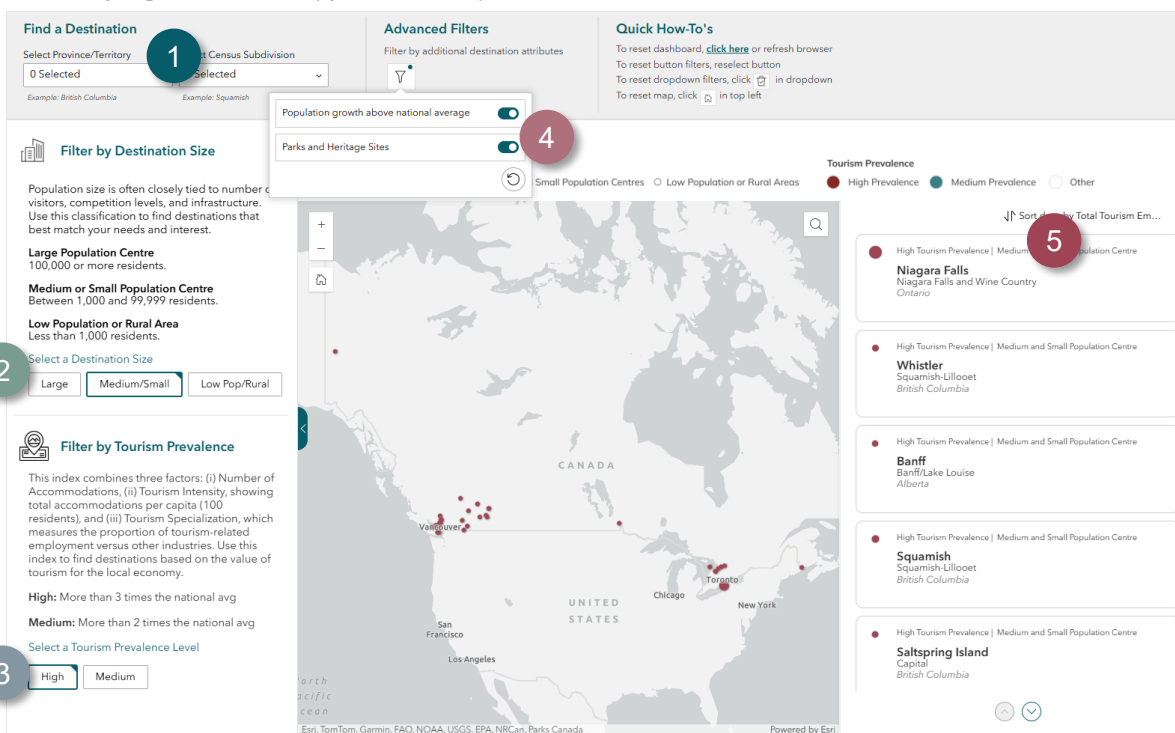 Find a Destination
Select Province/Territory
Census Subdivision
0 Selected
Selected
Example: British Columbia
Example: Squamish
1
Advanced Filters
Filter by additional destination attributes
Population growth above national average
Parks and Heritage Sites
4
Quick How-To's
To reset dashboard, click here or refresh browser
To reset button filters, reselect button
To reset dropdown filters, click in dropdown
To reset map, click in top left
Filter by Destination Size
Population size is often closely tied to number
visitors, competition levels, and infrastructure.
Use this classification to find destinations that
best match your needs and interest.
Large Population Centre
100,000 or more residents.
Medium or Small Population Centre
Between 1,000 and 99,999 residents.
Low Population or Rural Area
Less than 1,000 residents.
Select a Destination Size
2
Large
Medium/Small
Low Pop/Rural
Filter by Tourism Prevalence
This index combines three factors: (i) Number of
Accommodations, (ii) Tourism Intensity, showing
total accommodations per capita (100
residents), and (iii) Tourism Specialization, which
measures the proportion of tourism-related
employment versus other industries. Use this
index to find destinations based on the value of
tourism for the local economy.
High: More than 3 times the national avg
Medium: More than 2 times the national avg
Select a Tourism Prevalence Level
3
High
Medium
Small Population Centres
Low Population or Rural Areas
Tourism Prevalence
High Prevalence
Medium Prevalence
Other
+
−
CANADA
Vancouver
Toronto
Chicago
New York
UNITED
STATES
San
Francisco
Los Angeles
Esri, TomTom, Garmin, FAO, NOAA, USGS, EPA, NRCan, Parks Canada
Powered by Esri
Sort by Total Tourism Em...
5
High Tourism Prevalence | Medium Population Centre
Niagara Falls
Niagara Falls and Wine Country
Ontario
High Tourism Prevalence | Medium and Small Population Centre
Whistler
Squamish-Lillooet
British Columbia
High Tourism Prevalence | Medium and Small Population Centre
Banff
Banff/Lake Louise
Alberta
High Tourism Prevalence | Medium and Small Population Centre
Squamish
Squamish-Lillooet
British Columbia
High Tourism Prevalence | Medium and Small Population Centre
Saltspring Island
Capital
British Columbia